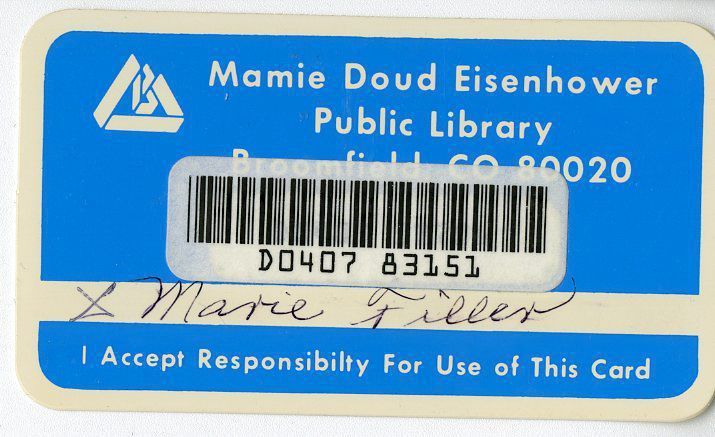 Mamie Doud Eisenhower
Public Library
Broomfield, CO 80020
D0407 83151
X Marie Filler
I Accept Responsibilty For Use of This Card